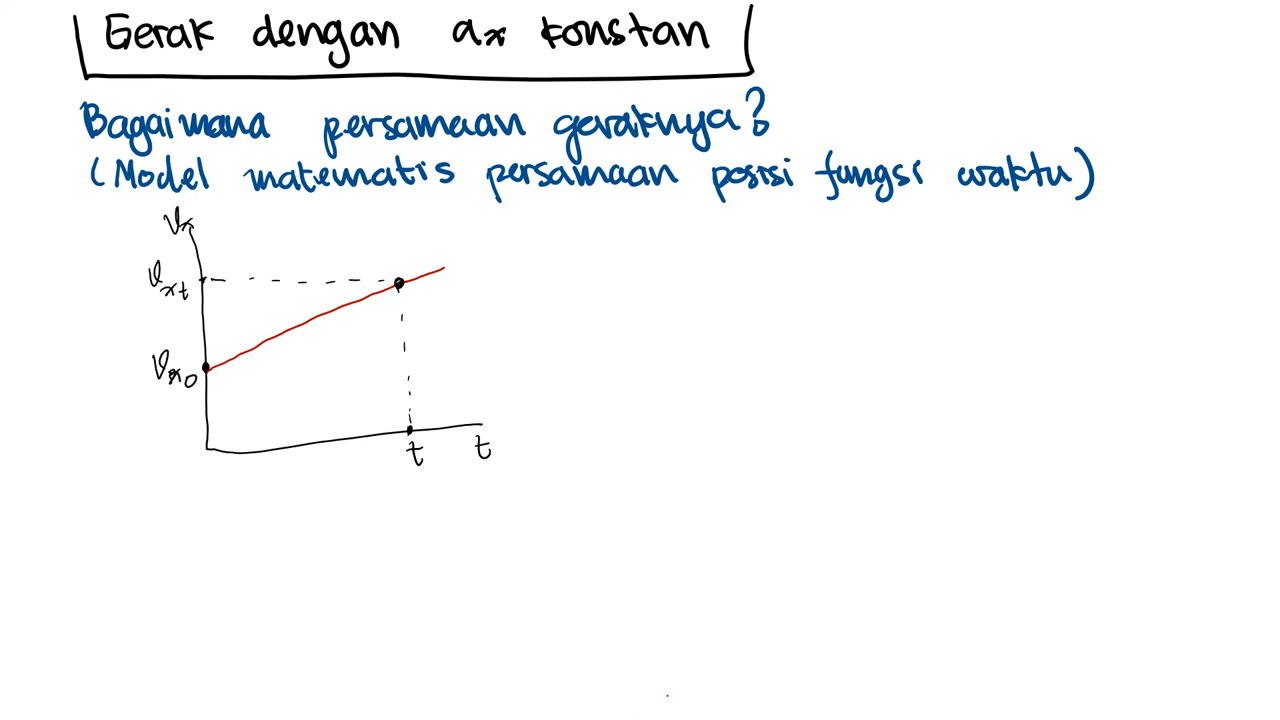 Gerak dengan ax konstan
Bagaimana persamaan geraknya?
(Model matematis persamaan posisi fungsi waktu)
vx
vxt
vx0
t
t